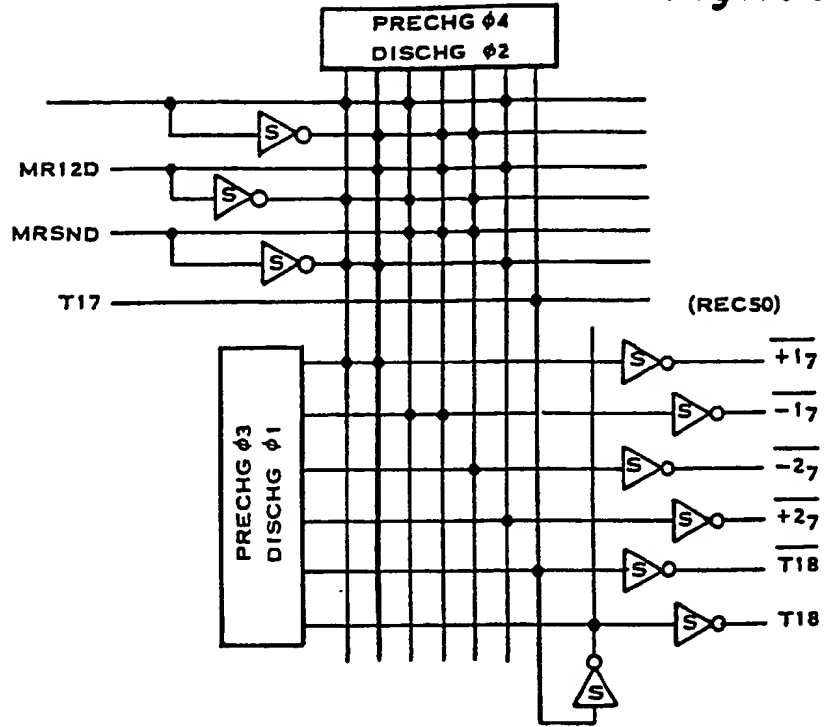 PRECHG ϕ4
DISCHG ϕ2
S
MR12D
S
MRSND
S
T17
(REC50)
PRECHG ϕ3
DISCHG ϕ1
S
+1₇
S
-1₇
S
-2₇
S
+2₇
S
T18
S
T18
S